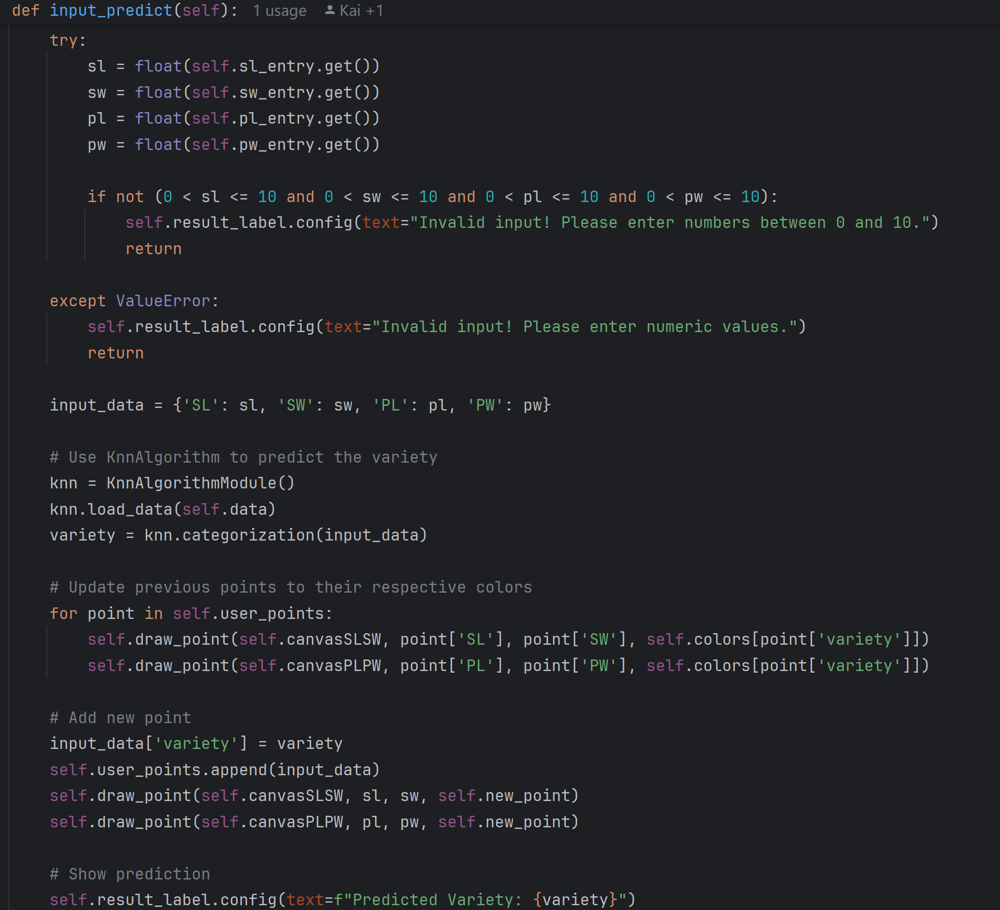 def input_predict(self): 1 usage Kai +1
try:
sl = float(self.sl_entry.get())
sw = float(self.sw_entry.get())
pl = float(self.pl_entry.get())
pw = float(self.pw_entry.get())
if not (0 < sl <= 10 and 0 < sw <= 10 and 0 < pl <= 10 and 0 < pw <= 10):
self.result_label.config(text="Invalid input! Please enter numbers between 0 and 10.")
return
except ValueError:
self.result_label.config(text="Invalid input! Please enter numeric values.")
return
input_data = {'SL': sl, 'SW': sw, 'PL': pl, 'PW': pw}
# Use KnnAlgorithm to predict the variety
knn = KnnAlgorithmModule()
knn.load_data(self.data)
variety = knn.categorization(input_data)
# Update previous points to their respective colors
for point in self.user_points:
self.draw_point(self.canvasSLSW, point['SL'], point['SW'], self.colors[point['variety']])
self.draw_point(self.canvasPLPW, point['PL'], point['PW'], self.colors[point['variety']])
# Add new point
input_data['variety'] = variety
self.user_points.append(input_data)
self.draw_point(self.canvasSLSW, sl, sw, self.new_point)
self.draw_point(self.canvasPLPW, pl, pw, self.new_point)
# Show prediction
self.result_label.config(text=f"Predicted Variety: {variety}")